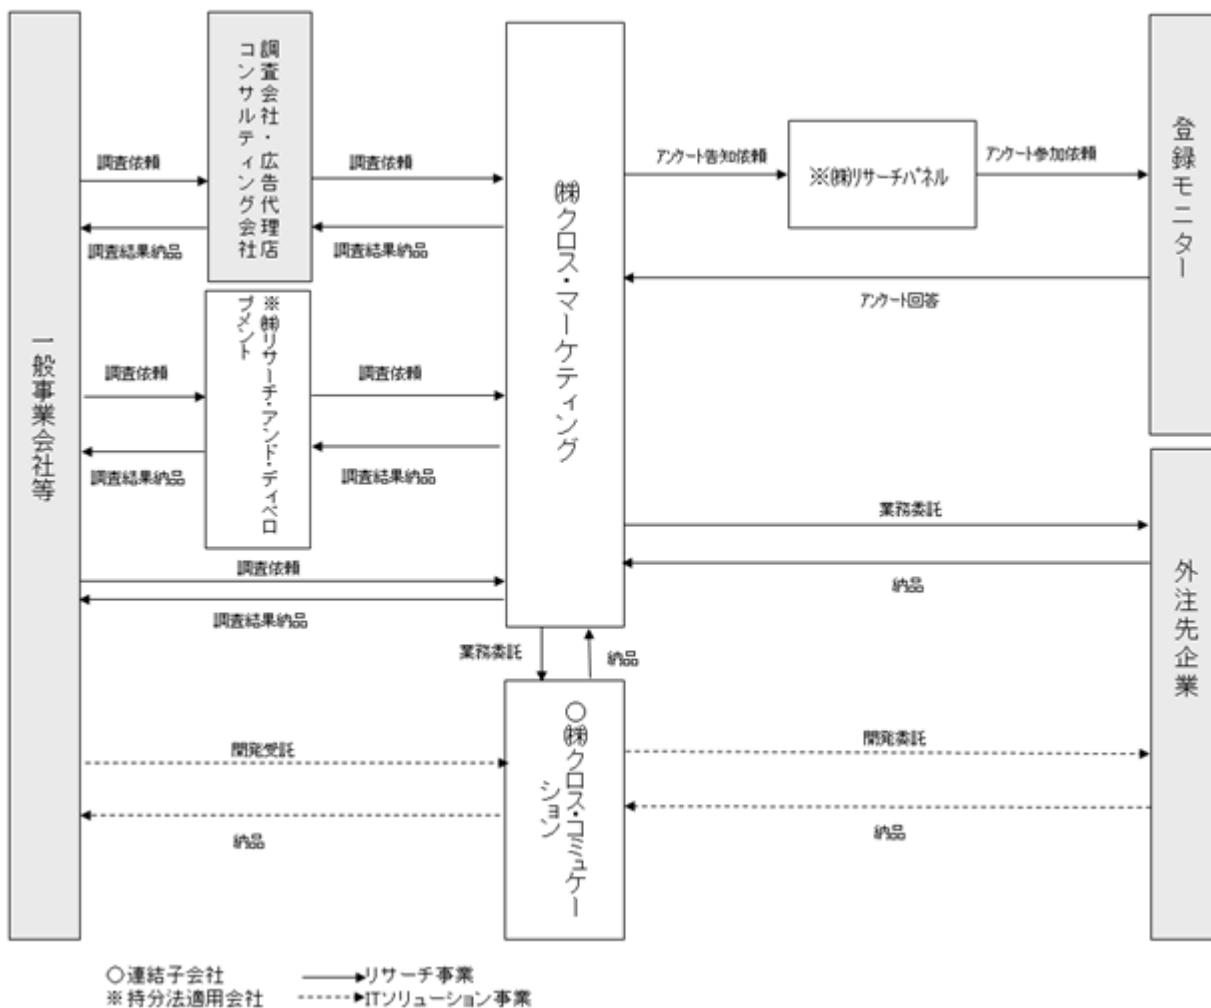 一般事業会社等
調査会社・広告代理店
コンサルティング会社
調査依頼
調査結果納品
調査依頼
調査結果納品
※㈱リサーチ・アンド・ディベロ
プメント
調査依頼
調査結果納品
調査依頼
調査結果納品
調査依頼
調査結果納品
㈱クロス・マーケティング
アンケート告知依頼
※㈱リサーチパネル
アンケート参加依頼
アンケート回答
登録モニター
業務委託
納品
外注先企業
業務委託
納品
〇㈱クロス・コミュケー
ション
開発受託
納品
開発委託
納品
〇連結子会社
※持分法適用会社
リサーチ事業
ITソリューション事業